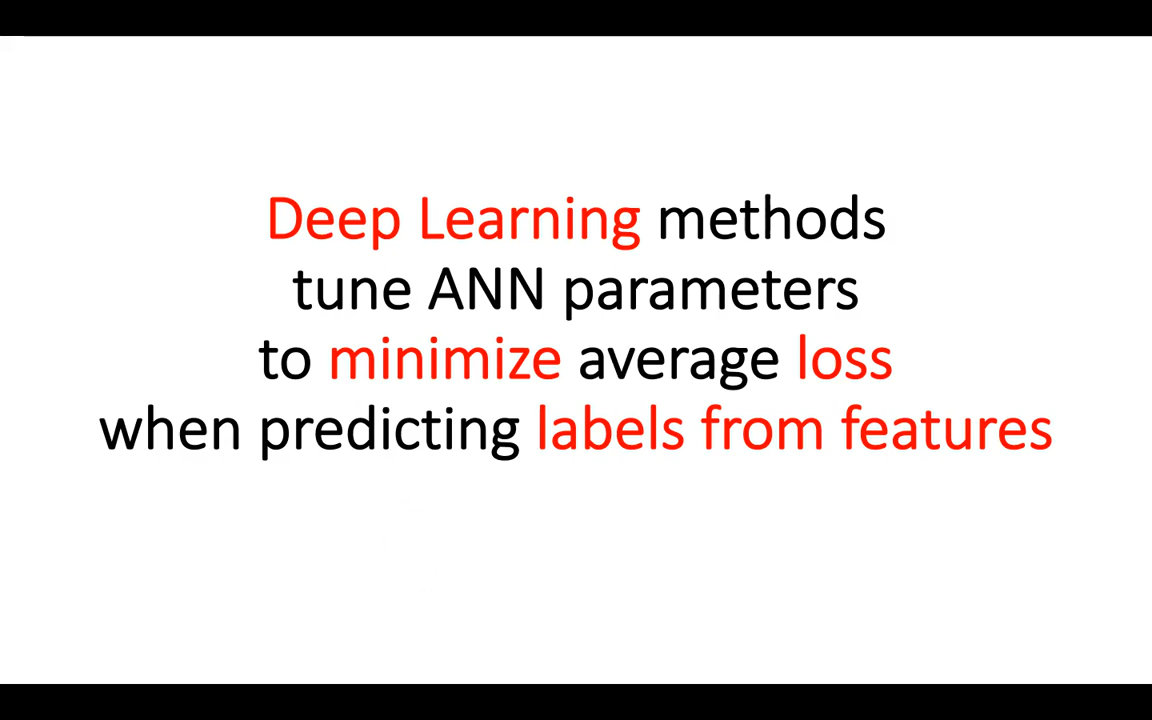 Deep Learning methods
tune ANN parameters
to minimize average loss
when predicting labels from features